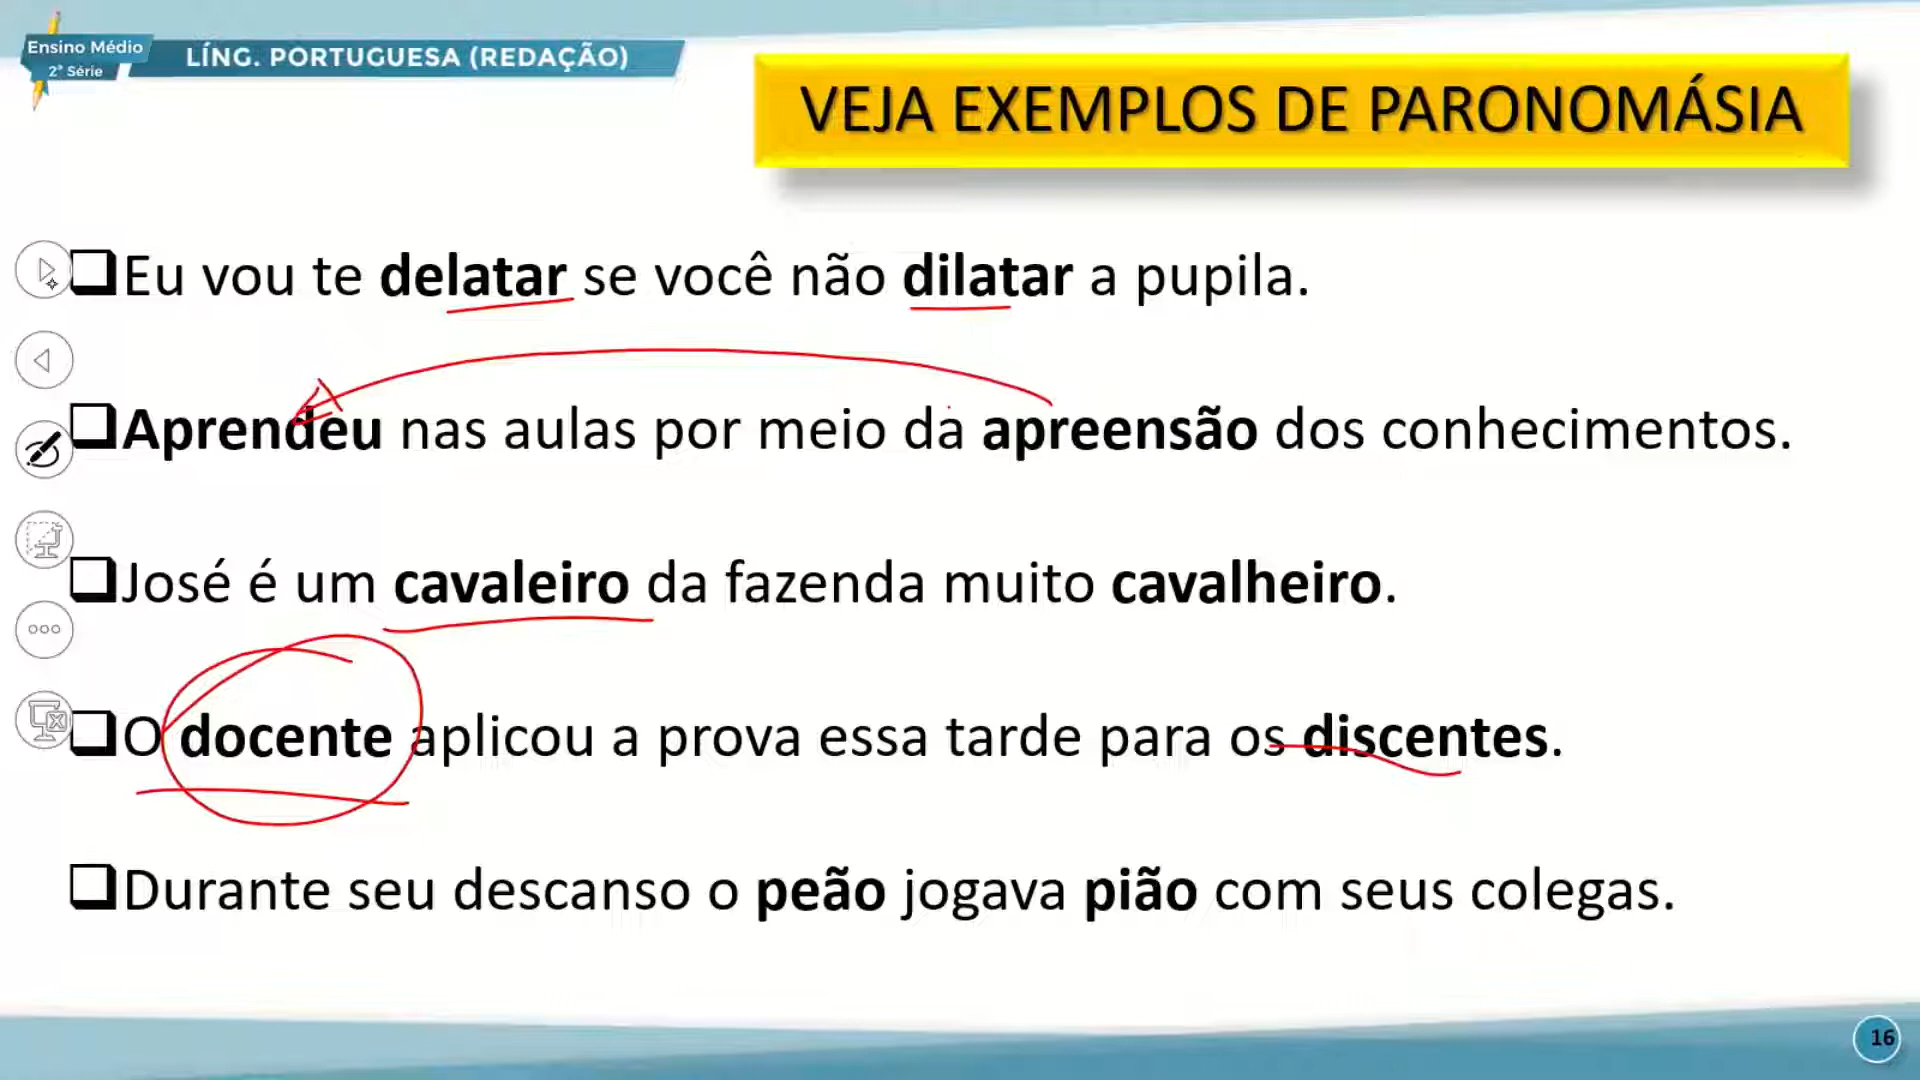 Ensino Médio
2ª Série
LÍNG. PORTUGUESA (REDAÇÃO)
VEJA EXEMPLOS DE PARONOMÁSIA
Eu vou te delatar se você não dilatar a pupila.
Aprendeu nas aulas por meio da apreensão dos conhecimentos.
José é um cavaleiro da fazenda muito cavalheiro.
O docente aplicou a prova essa tarde para os discentes.
Durante seu descanso o peão jogava pião com seus colegas.
16